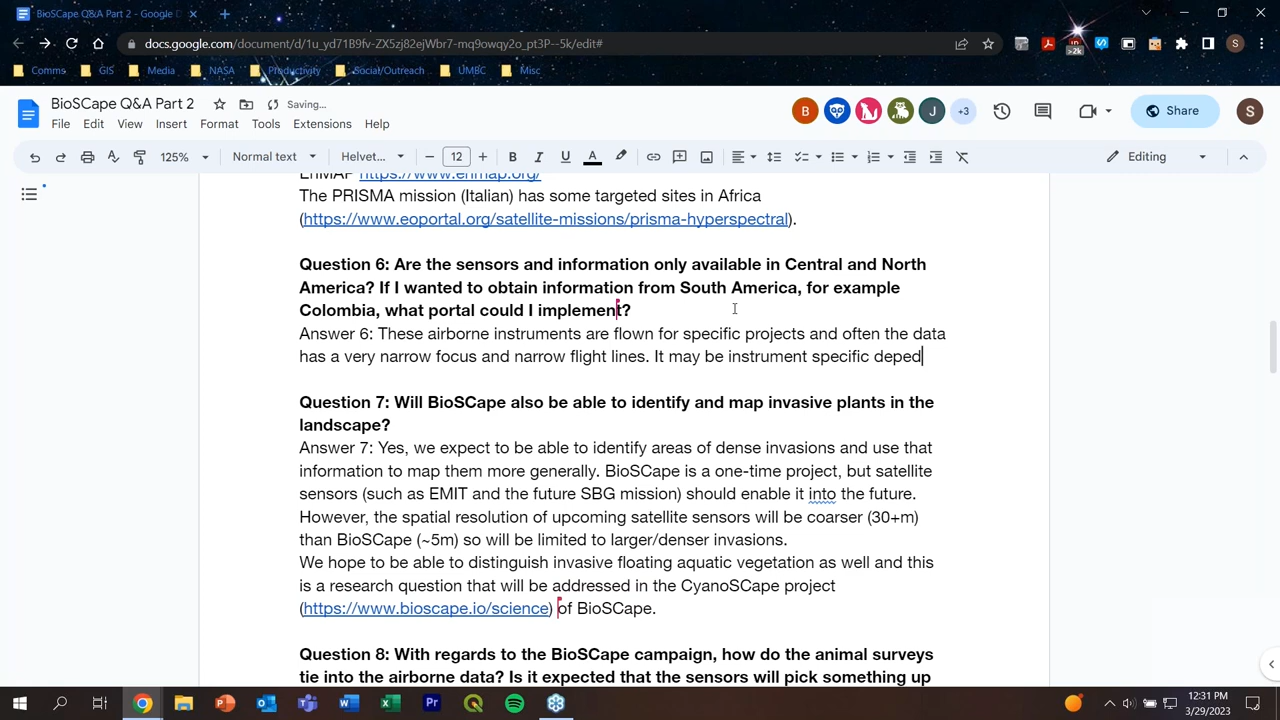 BioSCape Q&A Part 2 - Google D
docs.google.com/document/d/1u_yd71B9fv-ZX5zj82ejWbr7-mq9owqy2o_pt3P--5k/edit#
>2k
S
Comms GIS Media NASA Productivity Social/Outreach UMBC Misc
BioSCape Q&A Part 2 Saving...
B J +3 Share S
File Edit View Insert Format Tools Extensions Help
125% Normal text Helvet... 12 B I U A Editing
EnMAP https://www.enmap.org/
The PRISMA mission (Italian) has some targeted sites in Africa
(https://www.eoportal.org/satellite-missions/prisma-hyperspectral).
Question 6: Are the sensors and information only available in Central and North
America? If I wanted to obtain information from South America, for example
Colombia, what portal could I implement?
Answer 6: These airborne instruments are flown for specific projects and often the data
has a very narrow focus and narrow flight lines. It may be instrument specific deped
Question 7: Will BioSCape also be able to identify and map invasive plants in the
landscape?
Answer 7: Yes, we expect to be able to identify areas of dense invasions and use that
information to map them more generally. BioSCape is a one-time project, but satellite
sensors (such as EMIT and the future SBG mission) should enable it into the future.
However, the spatial resolution of upcoming satellite sensors will be coarser (30+m)
than BioSCape (~5m) so will be limited to larger/denser invasions.
We hope to be able to distinguish invasive floating aquatic vegetation as well and this
is a research question that will be addressed in the CyanoSCape project
(https://www.bioscape.io/science) of BioSCape.
Question 8: With regards to the BioSCape campaign, how do the animal surveys
tie into the airborne data? Is it expected that the sensors will pick something up
12:31 PM
3/29/2023